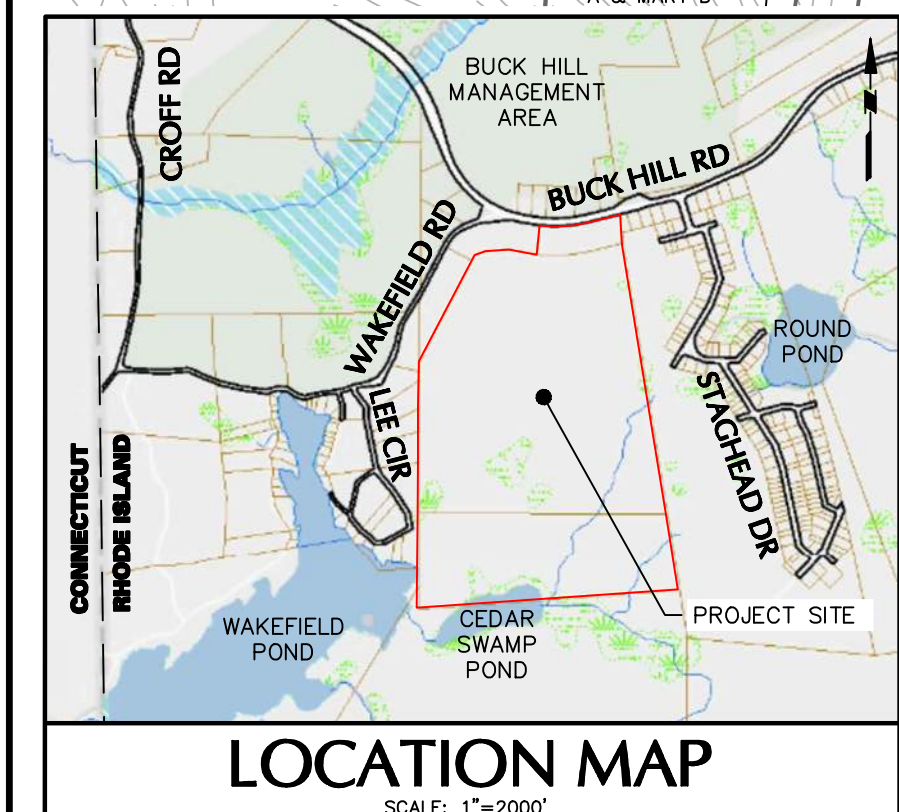 A & MARY B
CROFF RD
BUCK HILL
MANAGEMENT
AREA
BUCK HILL RD
WAKEFIELD RD
ROUND
POND
LEE CIR
STAGHEAD DR
CONNECTICUT
RHODE ISLAND
WAKEFIELD
POND
CEDAR
SWAMP
POND
PROJECT SITE
LOCATION MAP
SCALE: 1"=2000'